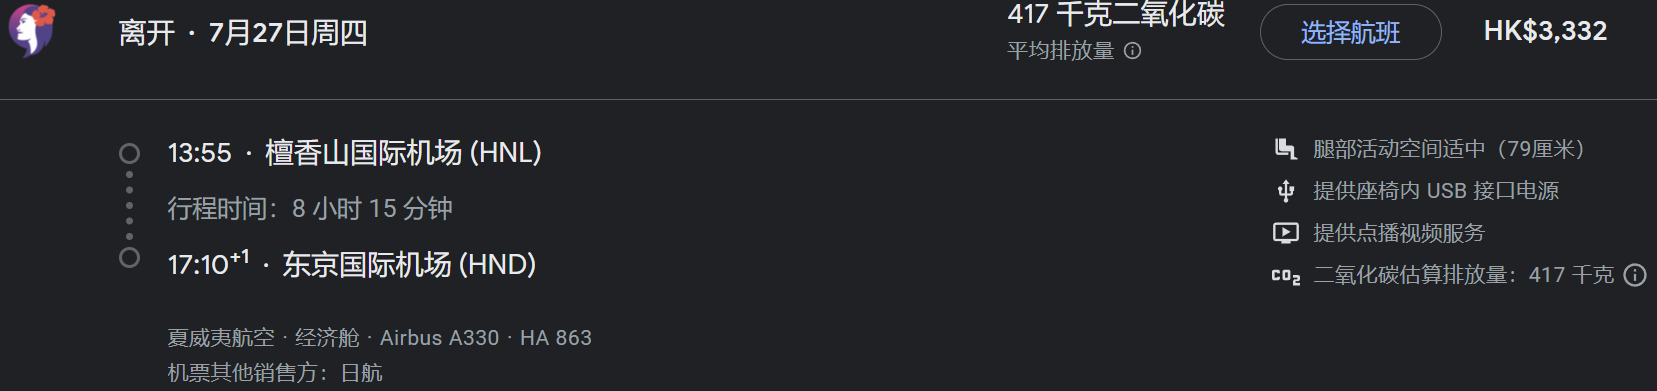 离开 · 7月27日周四
417 千克二氧化碳
平均排放量
选择航班
HK$3,332
13:55 · 檀香山国际机场 (HNL)
行程时间：8 小时 15 分钟
17:10+1 · 东京国际机场 (HND)
夏威夷航空 · 经济舱 · Airbus A330 · HA 863
机票其他销售方：日航
腿部活动空间适中（79厘米）
提供座椅内 USB 接口电源
提供点播视频服务
CO2 二氧化碳估算排放量：417 千克